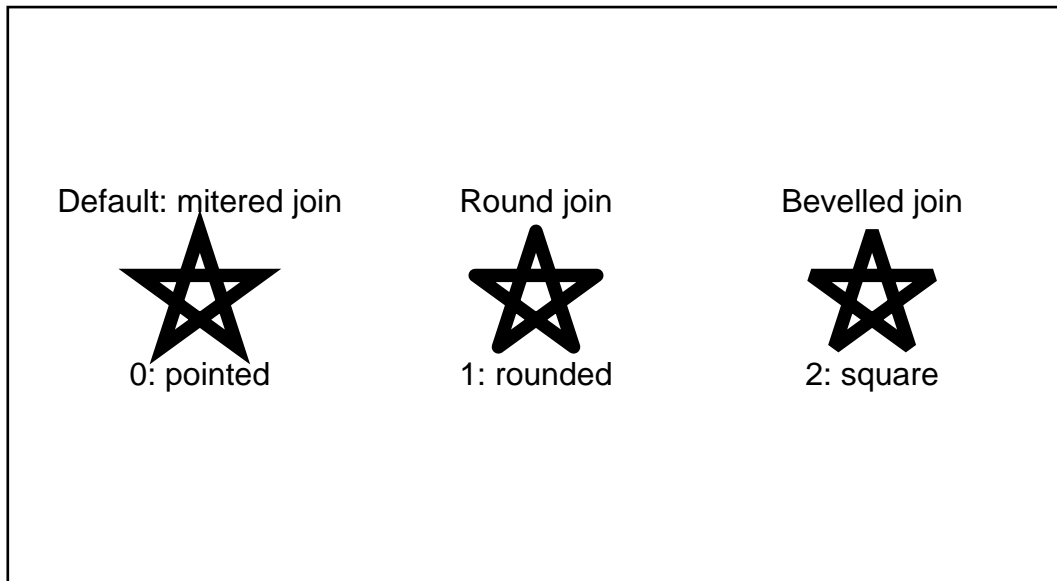 Default: mitered join
Round join
Bevelled join
0: pointed
1: rounded
2: square